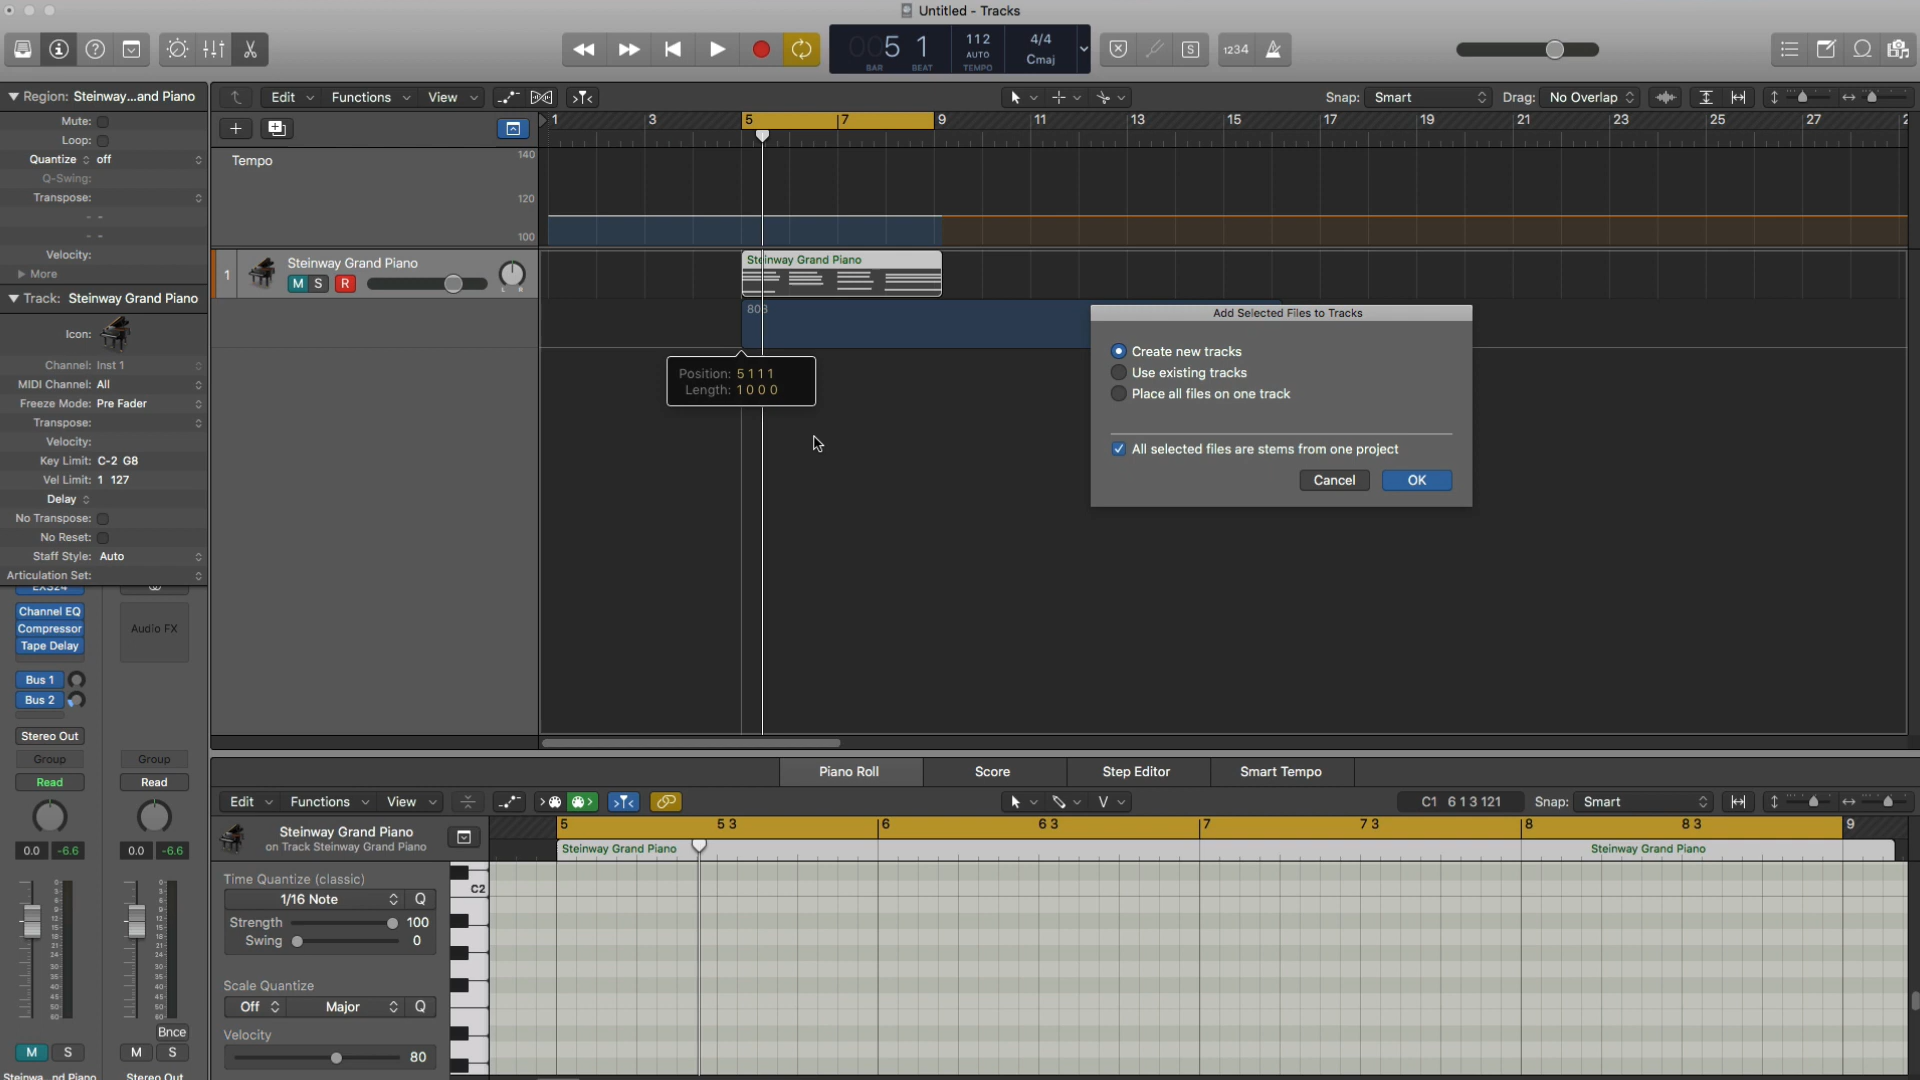 Untitled - Tracks
005 1
BAR BEAT
112
AUTO
TEMPO
4/4
Cmaj
S
1234
Region: Steinway...and Piano
Mute:
Loop:
Quantize off
Q-Swing:
Transpose:
- -
- -
Velocity:
More
Track: Steinway Grand Piano
Icon:
Channel: Inst 1
MIDI Channel: All
Freeze Mode: Pre Fader
Transpose:
Velocity:
Key Limit: C-2 G8
Vel Limit: 1 127
Delay
No Transpose:
No Reset:
Staff Style: Auto
Articulation Set:
EXS24
Channel EQ
Compressor
Tape Delay
Audio FX
Bus 1
Bus 2
Stereo Out
Group Group
Read Read
0.0 -6.6 0.0 -6.6
Bnce
M S M S
Steinwa...nd Piano Stereo Out
Edit Functions View
Snap: Smart Drag: No Overlap
1 3 5 7 9 11 13 15 17 19 21 23 25 27
Tempo
140
120
100
1
Steinway Grand Piano
M S R
L R
Steinway Grand Piano
808
Position: 5 1 1 1
Length: 1 0 0 0
Add Selected Files to Tracks
Create new tracks
Use existing tracks
Place all files on one track
All selected files are stems from one project
Cancel OK
Piano Roll Score Step Editor Smart Tempo
Edit Functions View
C1 6 1 3 121 Snap: Smart
Steinway Grand Piano
on Track Steinway Grand Piano
5 5 3 6 6 3 7 7 3 8 8 3 9
Steinway Grand Piano Steinway Grand Piano
Time Quantize (classic)
1/16 Note Q
Strength 100
Swing 0
Scale Quantize
Off Major Q
Velocity
80
C2